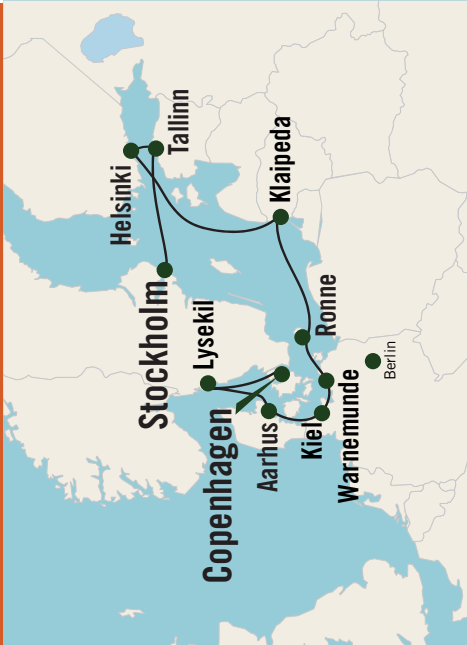 Helsinki
Tallinn
Stockholm
Klaipeda
Lysekil
Ronne
Copenhagen
Aarhus
Kiel
Warnemunde
Berlin